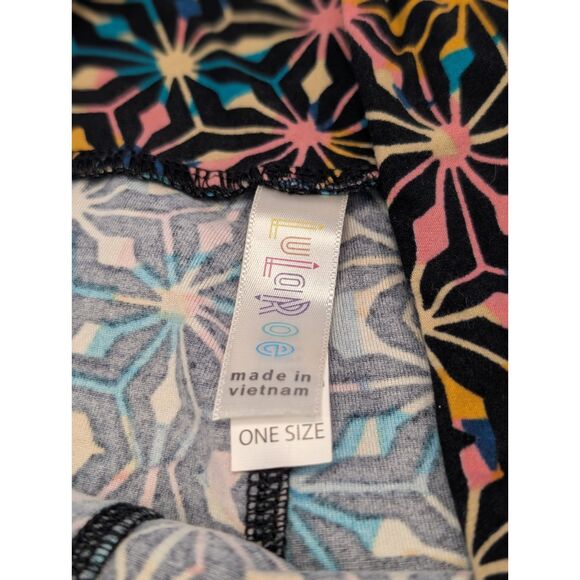 LuLaRoe
made in
vietnam
ONE SIZE